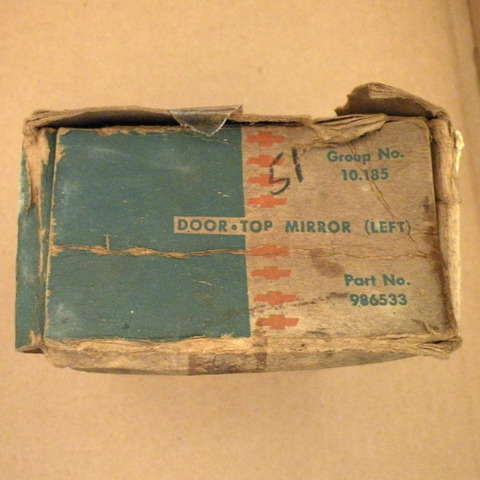 51
Group No.
10.185
DOOR•TOP MIRROR (LEFT)
Part No.
986533